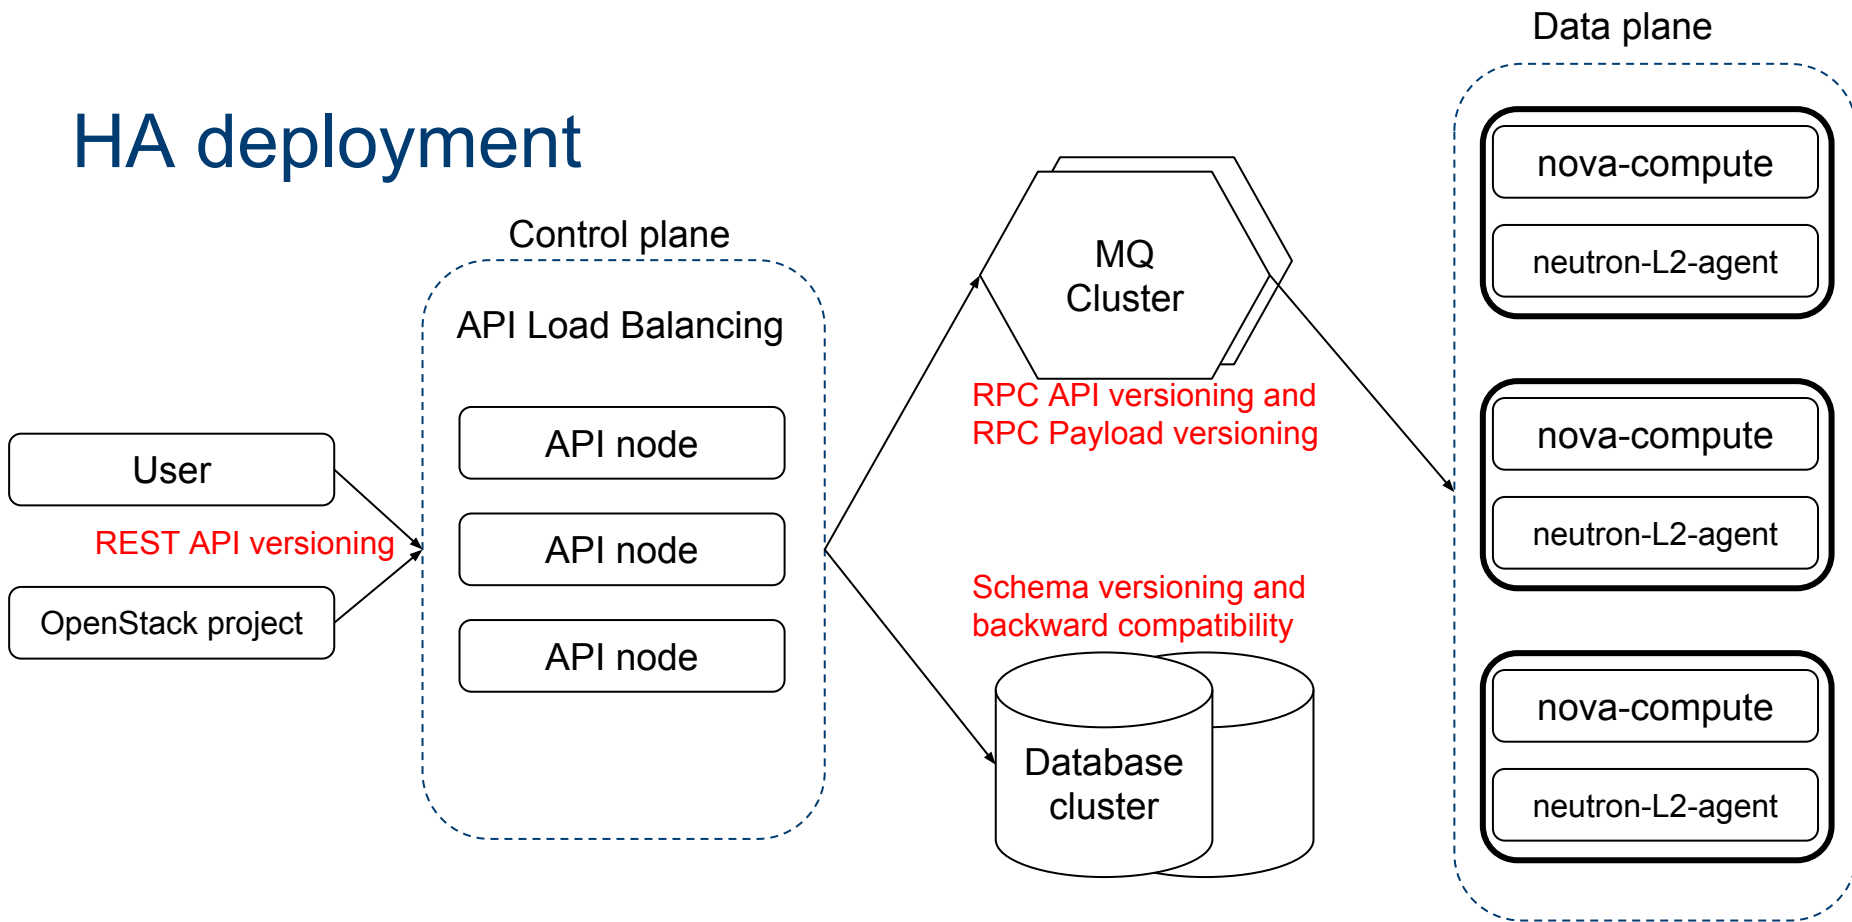 HA deployment
Control plane
API Load Balancing
API node
API node
API node
User
REST API versioning
OpenStack project
MQ
Cluster
RPC API versioning and
RPC Payload versioning
Schema versioning and
backward compatibility
Database
cluster
Data plane
nova-compute
neutron-L2-agent
nova-compute
neutron-L2-agent
nova-compute
neutron-L2-agent